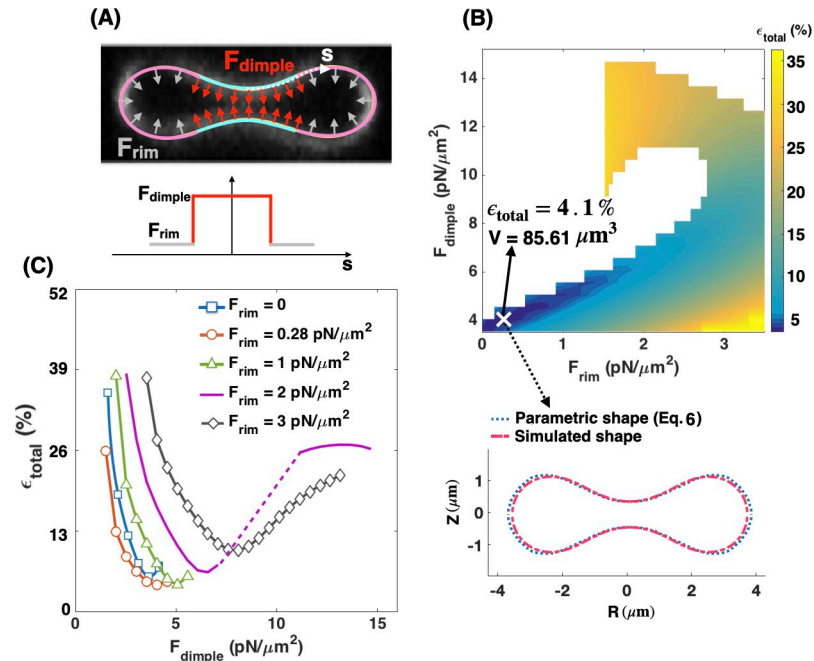 (A)
F_dimple
S
F_rim
F_dimple
F_rim
S
(B)
ϵ_total (%)
F_dimple (pN/μm²)
14
12
10
8
6
4
35
30
25
20
15
10
5
ϵ_total = 4.1%
V = 85.61 μm³
0
1
2
3
F_rim (pN/μm²)
(C)
ϵ_total (%)
52
39
26
13
0
F_rim = 0
F_rim = 0.28 pN/μm²
F_rim = 1 pN/μm²
F_rim = 2 pN/μm²
F_rim = 3 pN/μm²
0
5
10
15
F_dimple (pN/μm²)
Parametric shape (Eq. 6)
Simulated shape
Z (μm)
1
0
-1
-4
-2
0
2
4
R (μm)